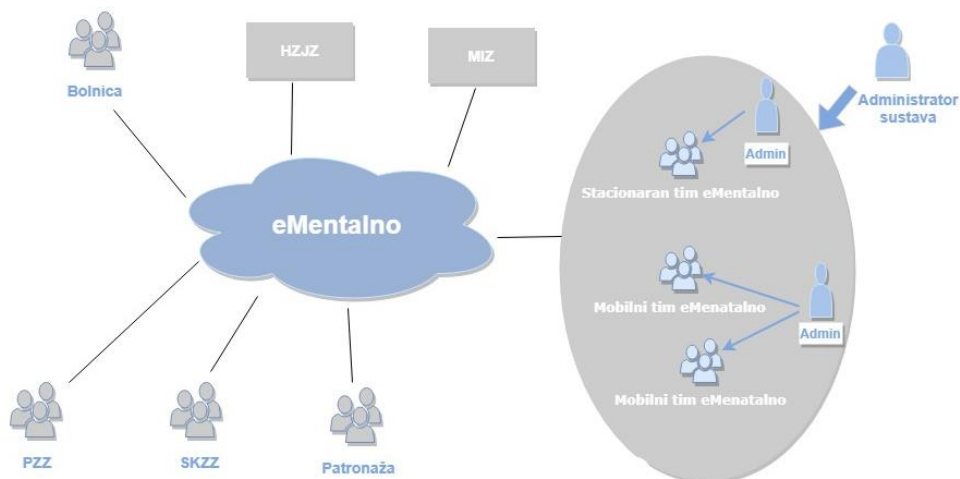 HZJZ
MIZ
Bolnica
Administrator
sustava
Admin
Stacionaran tim eMentalno
eMentalno
Mobilni tim eMenatalno
Admin
Mobilni tim eMenatalno
PZZ
SKZZ
Patronaža